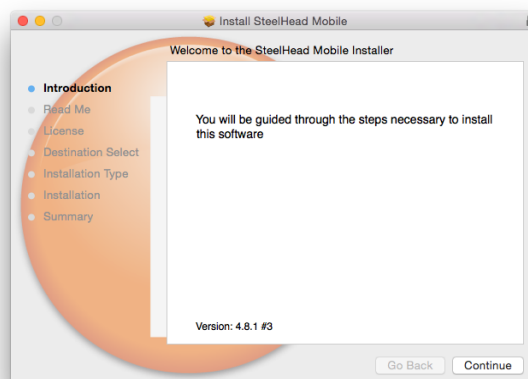 Install SteelHead Mobile
Welcome to the SteelHead Mobile Installer
Introduction
Read Me
License
Destination Select
Installation Type
Installation
Summary
You will be guided through the steps necessary to install
this software
Version: 4.8.1 #3
Go Back
Continue